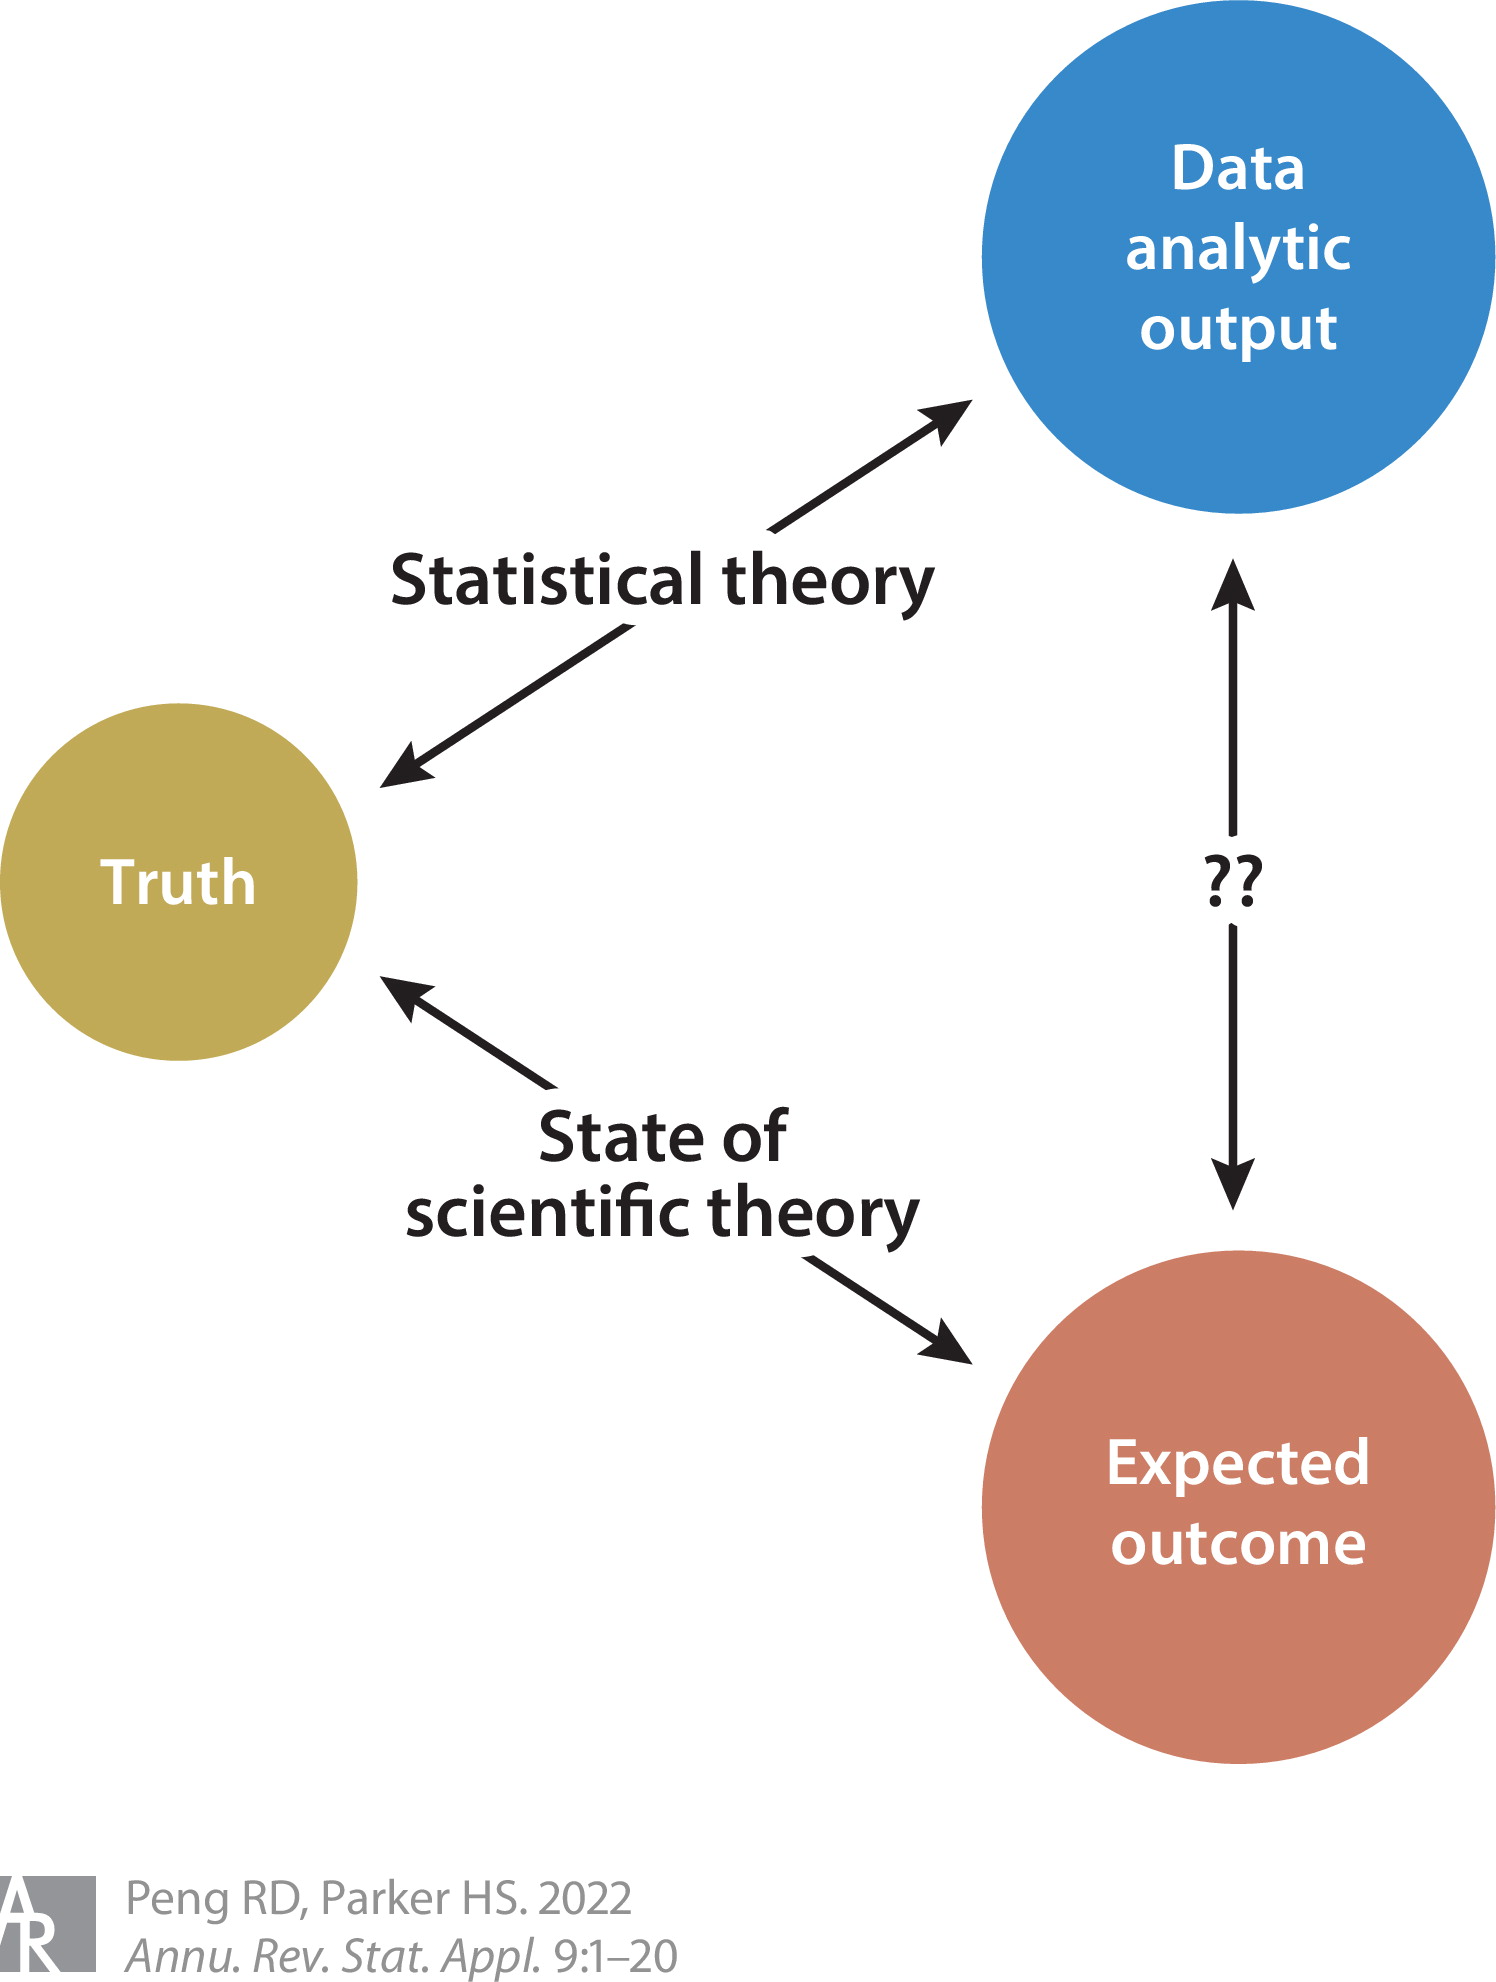 Data
analytic
output
Statistical theory
Truth
??
State of
scientific theory
Expected
outcome
AR
Peng RD, Parker HS. 2022
Annu. Rev. Stat. Appl. 9:1–20